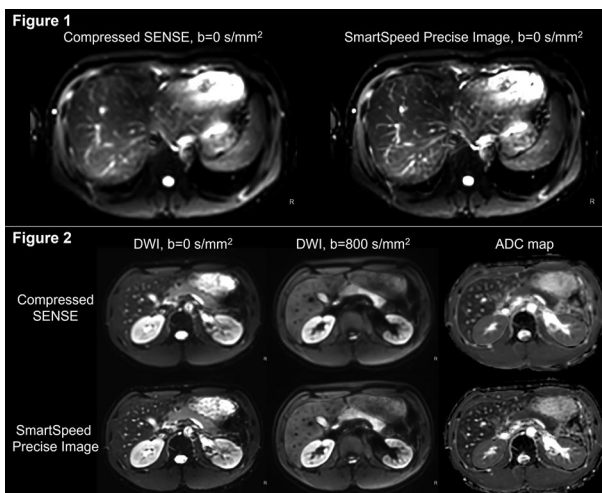 Figure 1
Compressed SENSE, b=0 s/mm²
SmartSpeed Precise Image, b=0 s/mm²
R
R
Figure 2
DWI, b=0 s/mm²
DWI, b=800 s/mm²
ADC map
Compressed
SENSE
R
R
SmartSpeed
Precise Image
R
R